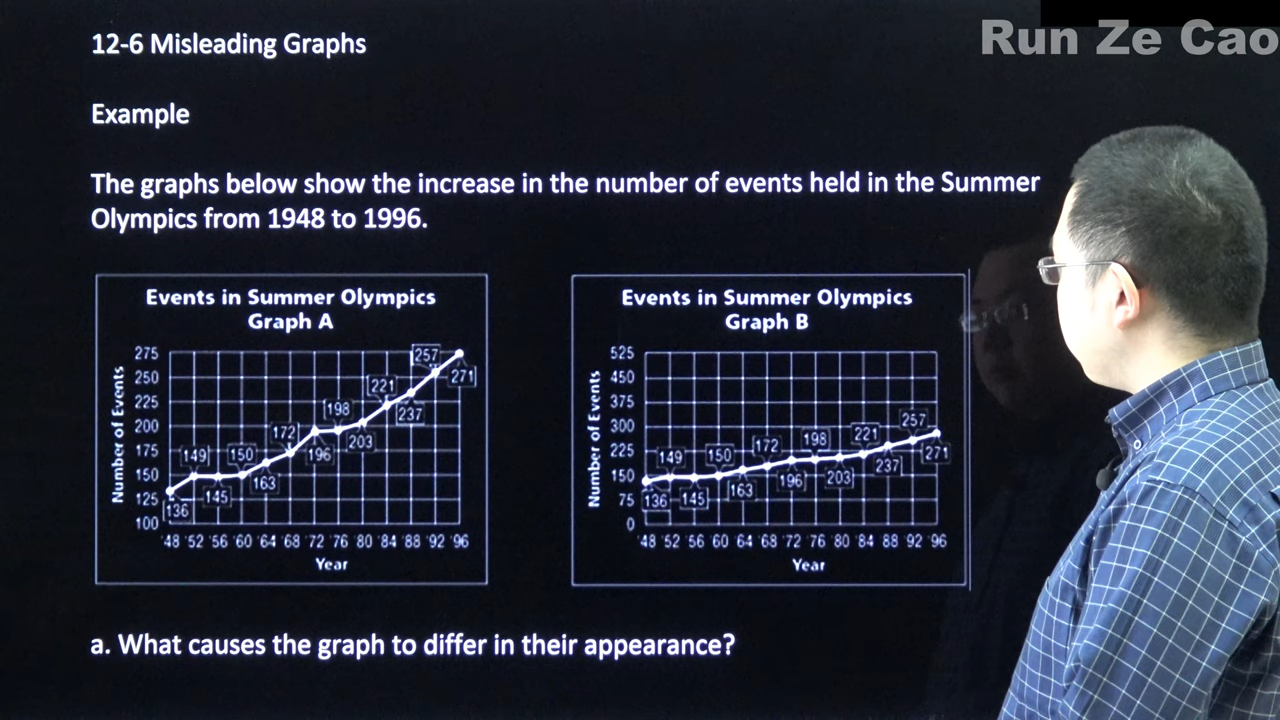 Run Ze Cao
12-6 Misleading Graphs
Example
The graphs below show the increase in the number of events held in the Summer
Olympics from 1948 to 1996.
Events in Summer Olympics
Graph A
275
250
225
200
175
150
125
100
Number of Events
136
149
145
150
163
172
196
198
203
221
237
257
271
'48 '52 '56 '60 '64 '68 '72 '76 '80 '84 '88 '92 '96
Year
Events in Summer Olympics
Graph B
525
450
375
300
225
150
75
0
Number of Events
136
149
145
150
163
172
196
198
203
221
237
257
271
'48 '52 '56 '60 '64 '68 '72 '76 '80 '84 '88 '92 '96
Year
a. What causes the graph to differ in their appearance?